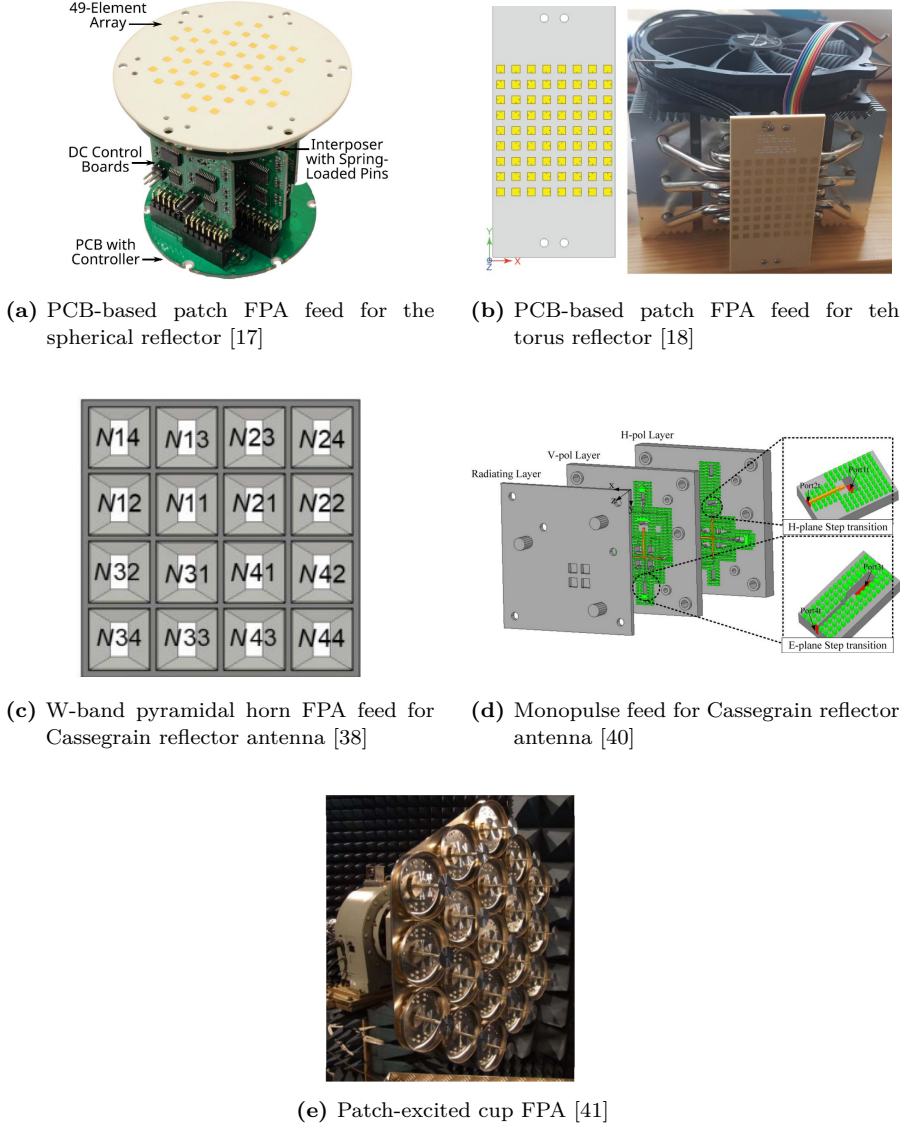 49-Element
Array
DC Control
Boards
Interposer
with Spring-
Loaded Pins
PCB with
Controller
Y
Z
X
(a) PCB-based patch FPA feed for the
spherical reflector [17]
(b) PCB-based patch FPA feed for teh
torus reflector [18]
N14 N13 N23 N24
N12 N11 N21 N22
N32 N31 N41 N42
N34 N33 N43 N44
H-pol Layer
V-pol Layer
Radiating Layer
X
Z
Port1t
Port2t
H-plane Step transition
Port3t
Port4t
E-plane Step transition
(c) W-band pyramidal horn FPA feed for
Cassegrain reflector antenna [38]
(d) Monopulse feed for Cassegrain reflector
antenna [40]
(e) Patch-excited cup FPA [41]